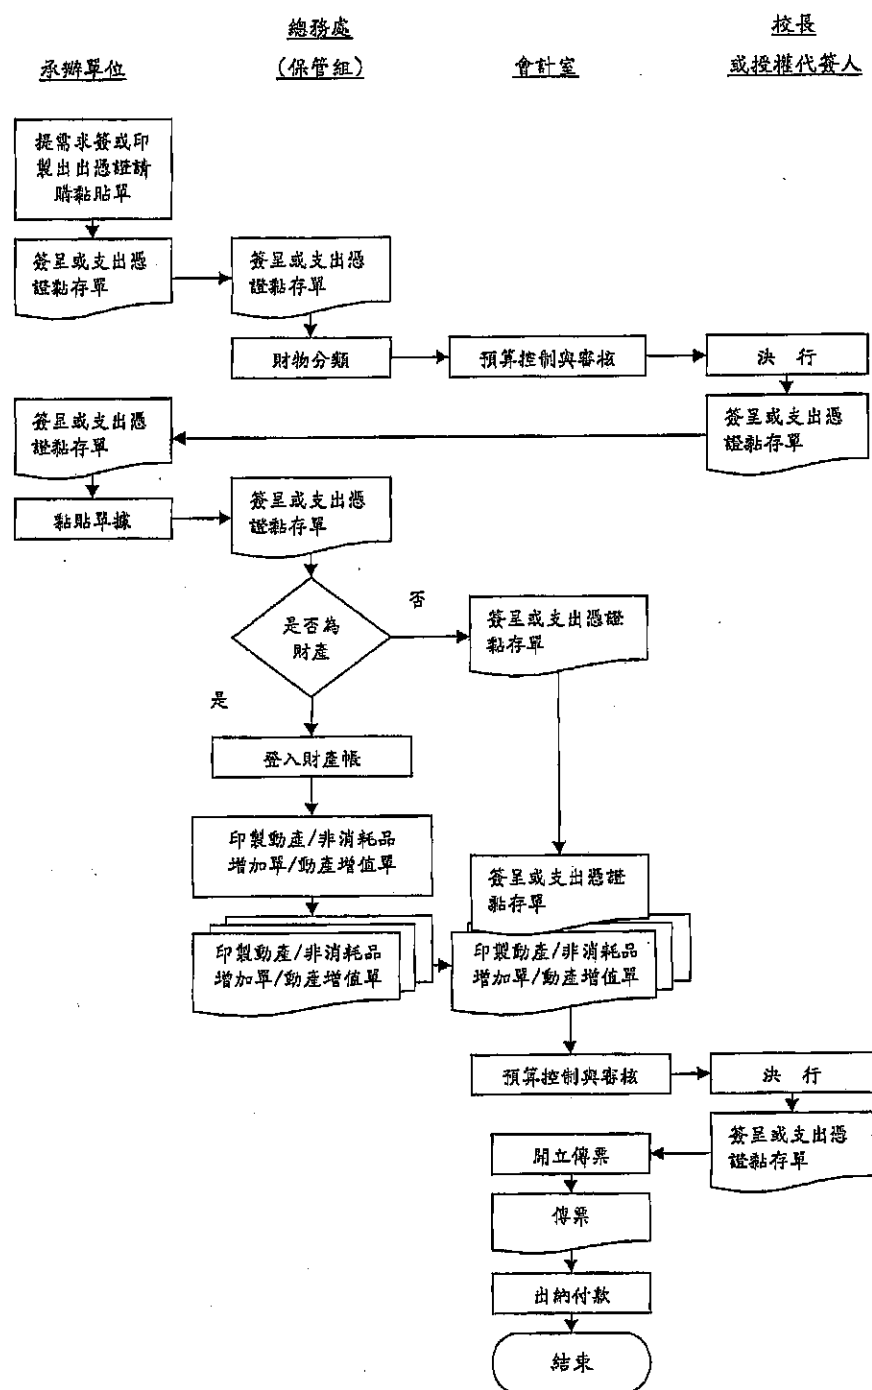 總務處
(保管組)
校長
或授權代簽人
承辦單位
會計室
提需求簽或印
製出出憑證請
購黏貼單
簽呈或支出憑
證黏存單
簽呈或支出憑
證黏存單
財物分類
預算控制與審核
決 行
簽呈或支出憑
證黏存單
簽呈或支出憑
證黏存單
黏貼單據
簽呈或支出憑
證黏存單
是否為
財產
否
簽呈或支出憑證
黏存單
是
登入財產帳
印製動產/非消耗品
增加單/動產增值單
簽呈或支出憑證
黏存單
印製動產/非消耗品
增加單/動產增值單
印製動產/非消耗品
增加單/動產增值單
預算控制與審核
決 行
簽呈或支出憑
證黏存單
開立傳票
傳票
出納付款
結束